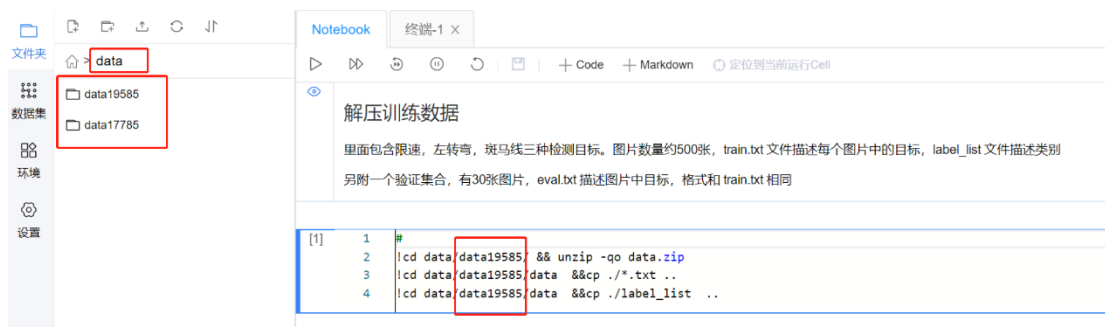 Notebook
终端-1 ×
文件夹
> data
+ Code + Markdown 定位到当前运行Cell
data19585
数据集
data17785
解压训练数据
里面包含限速，左转弯，斑马线三种检测目标。图片数量约500张，train.txt 文件描述每个图片中的目标，label_list 文件描述类别
环境
另附一个验证集合，有30张图片，eval.txt 描述图片中目标，格式和 train.txt 相同
设置
[1]
1 #
2 !cd data/data19585/ && unzip -qo data.zip
3 !cd data/data19585/data &&cp ./*.txt ..
4 !cd data/data19585/data &&cp ./label_list ..